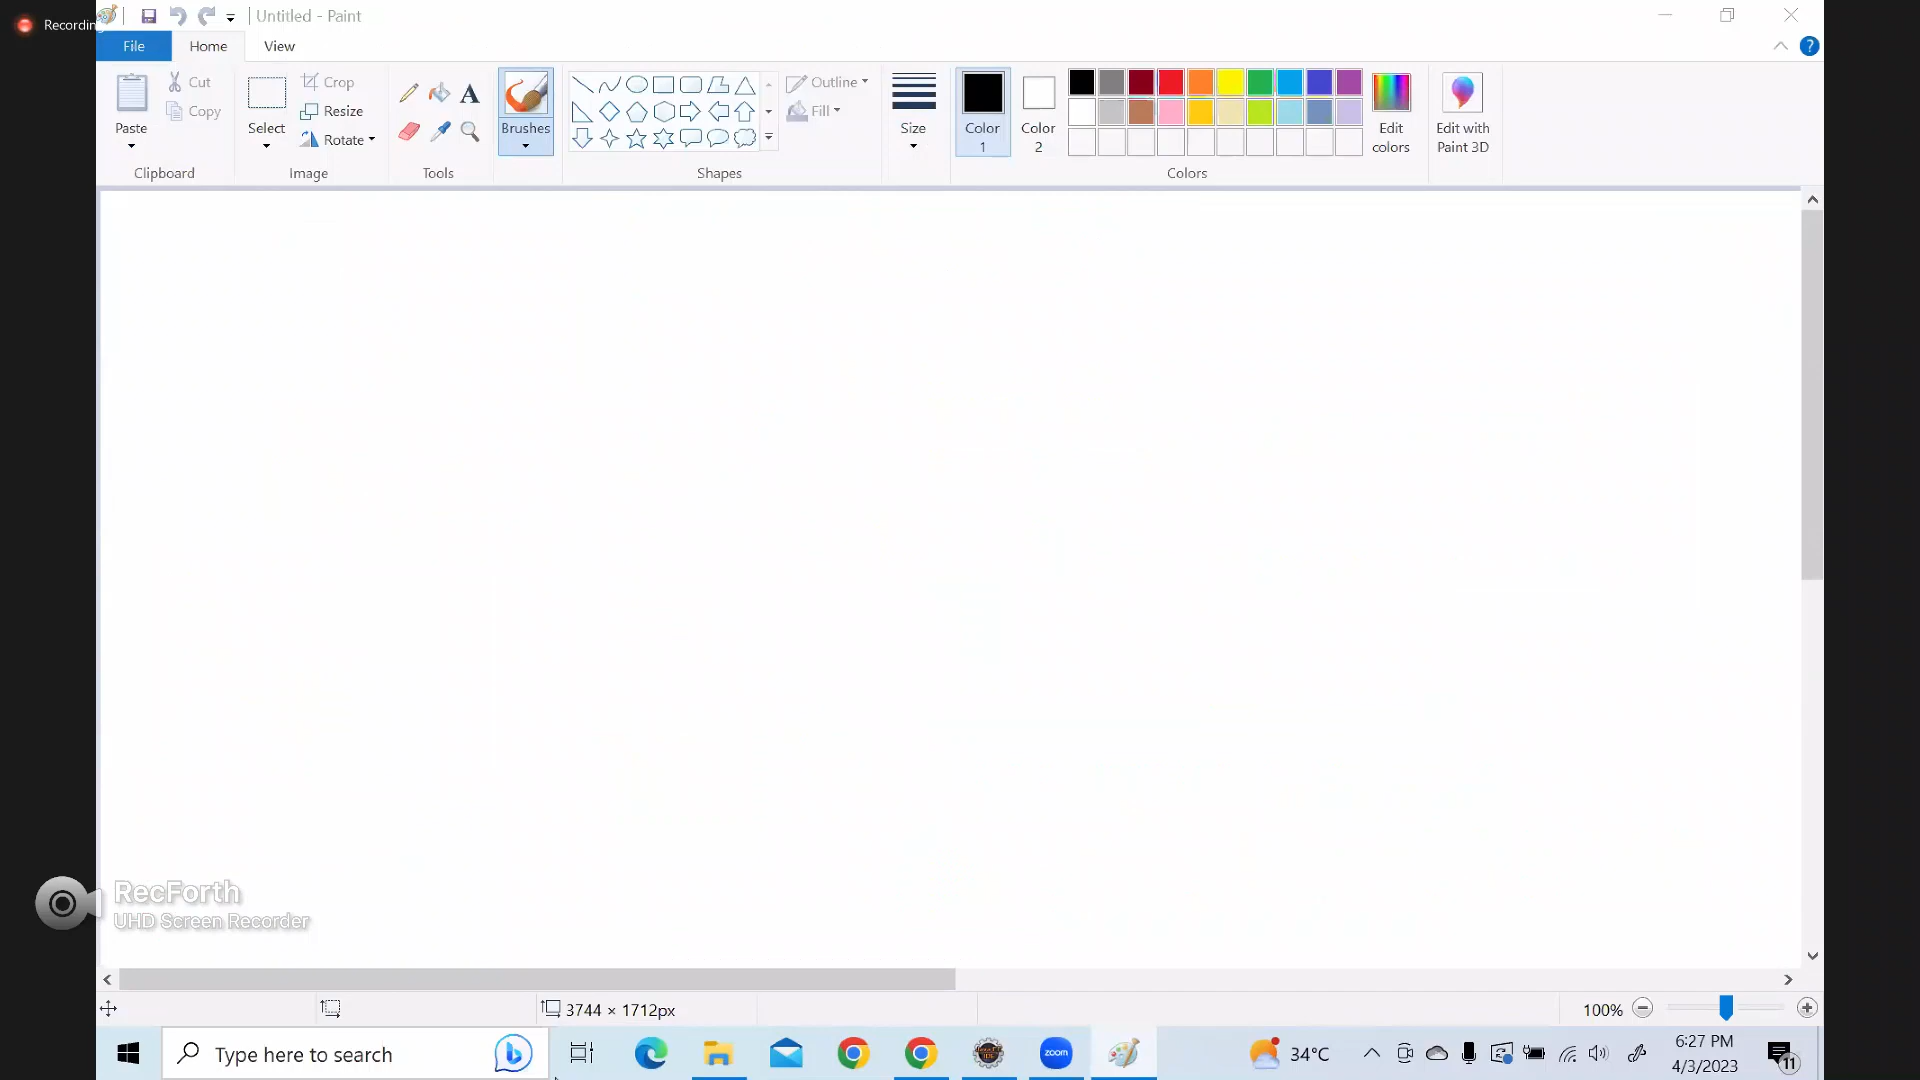 Recording
Untitled - Paint
File
Home
View
Paste
Cut
Copy
Clipboard
Select
Crop
Resize
Rotate
Image
A
Tools
Brushes
Outline
Fill
Shapes
Size
Color
1
Color
2
Colors
Edit
colors
Edit with
Paint 3D
RecForth
UHD Screen Recorder
3744 × 1712px
100%
Type here to search
zoom
34°C
6:27 PM
4/3/2023
11